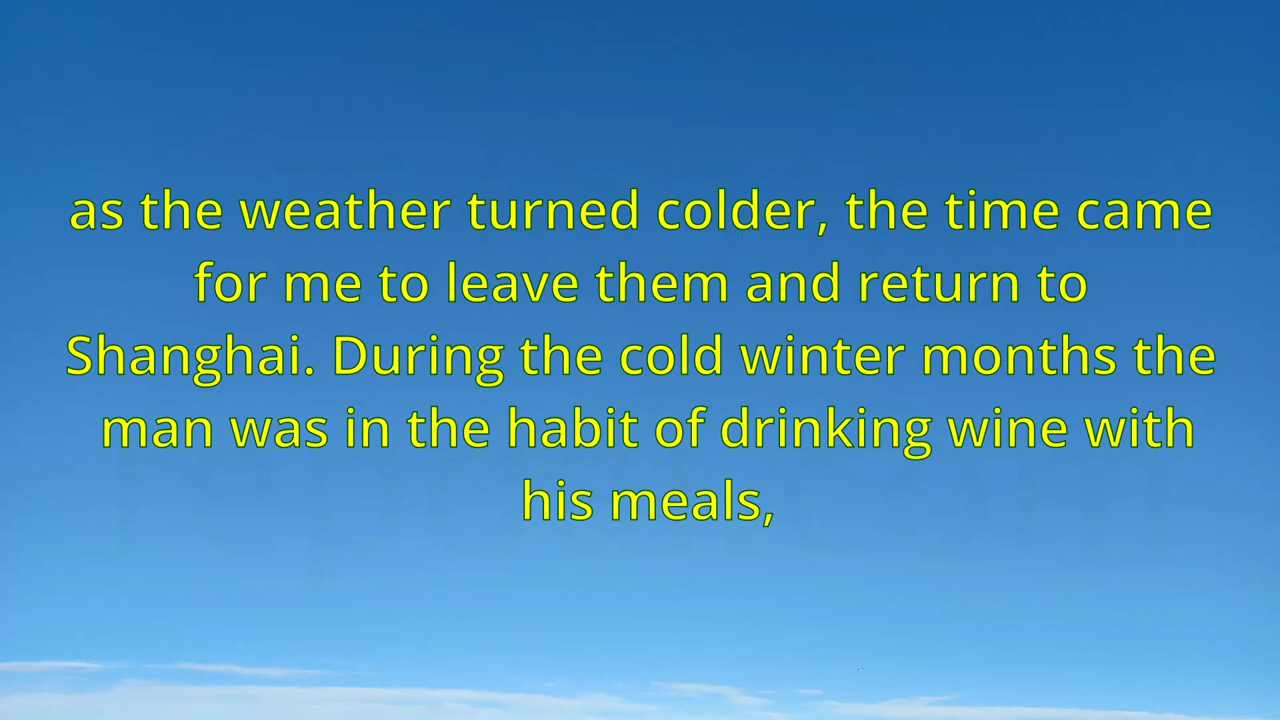 as the weather turned colder, the time came
for me to leave them and return to
Shanghai. During the cold winter months the
man was in the habit of drinking wine with
his meals,